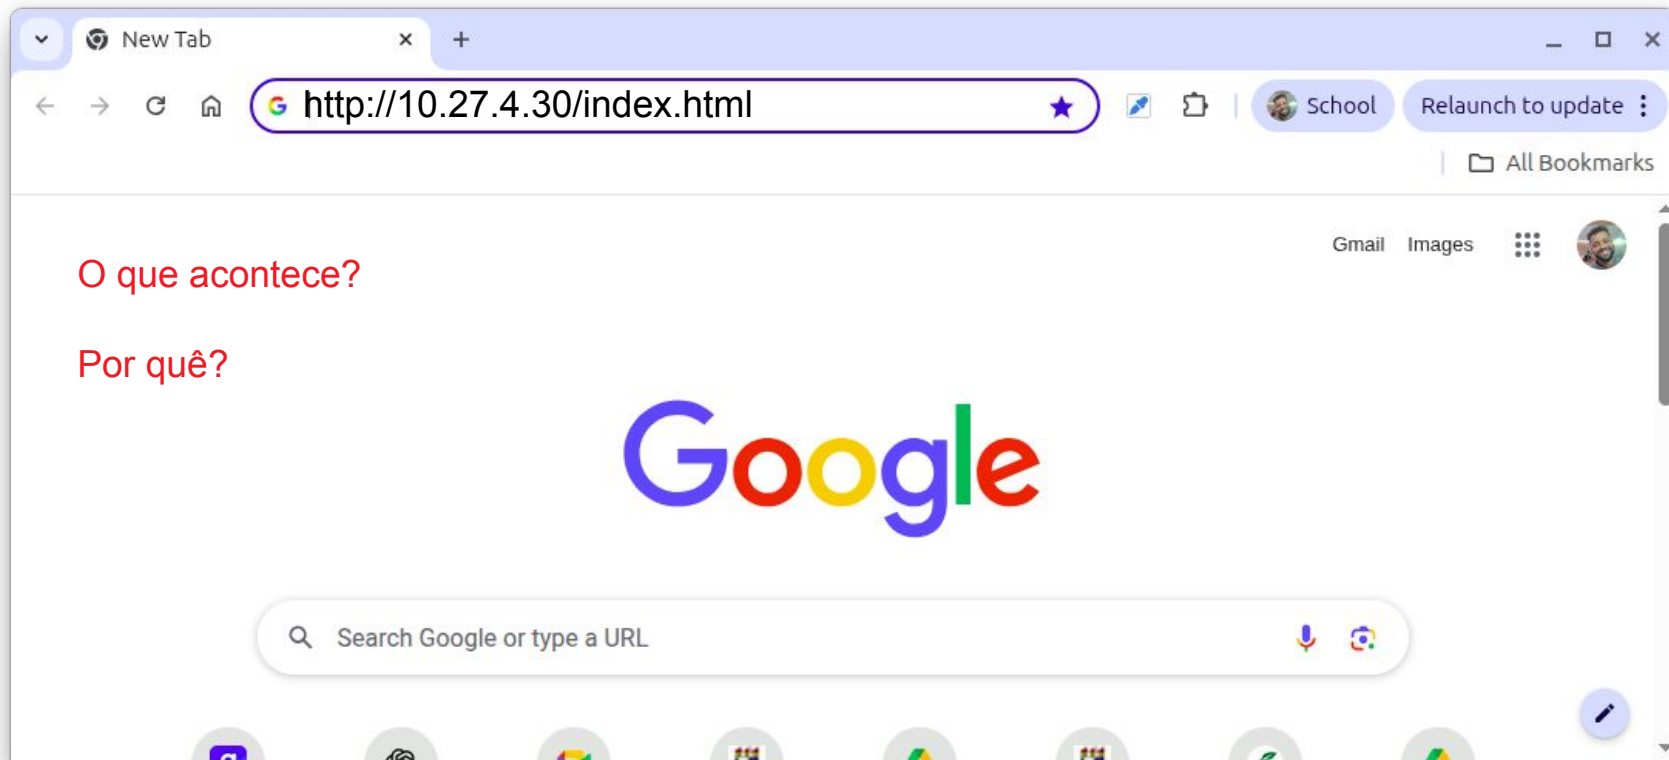 New Tab
http://10.27.4.30/index.html
School
Relaunch to update
All Bookmarks
Gmail Images
O que acontece?
Por quê?
Google
Search Google or type a URL